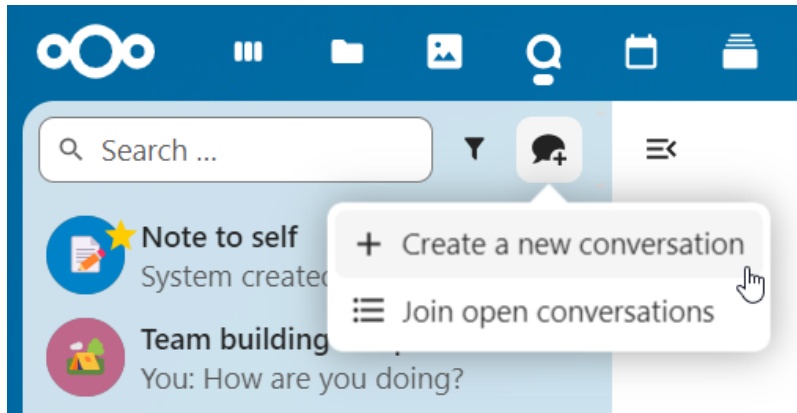 Search ...
Note to self
+ Create a new conversation
System created
Join open conversations
Team building
You: How are you doing?